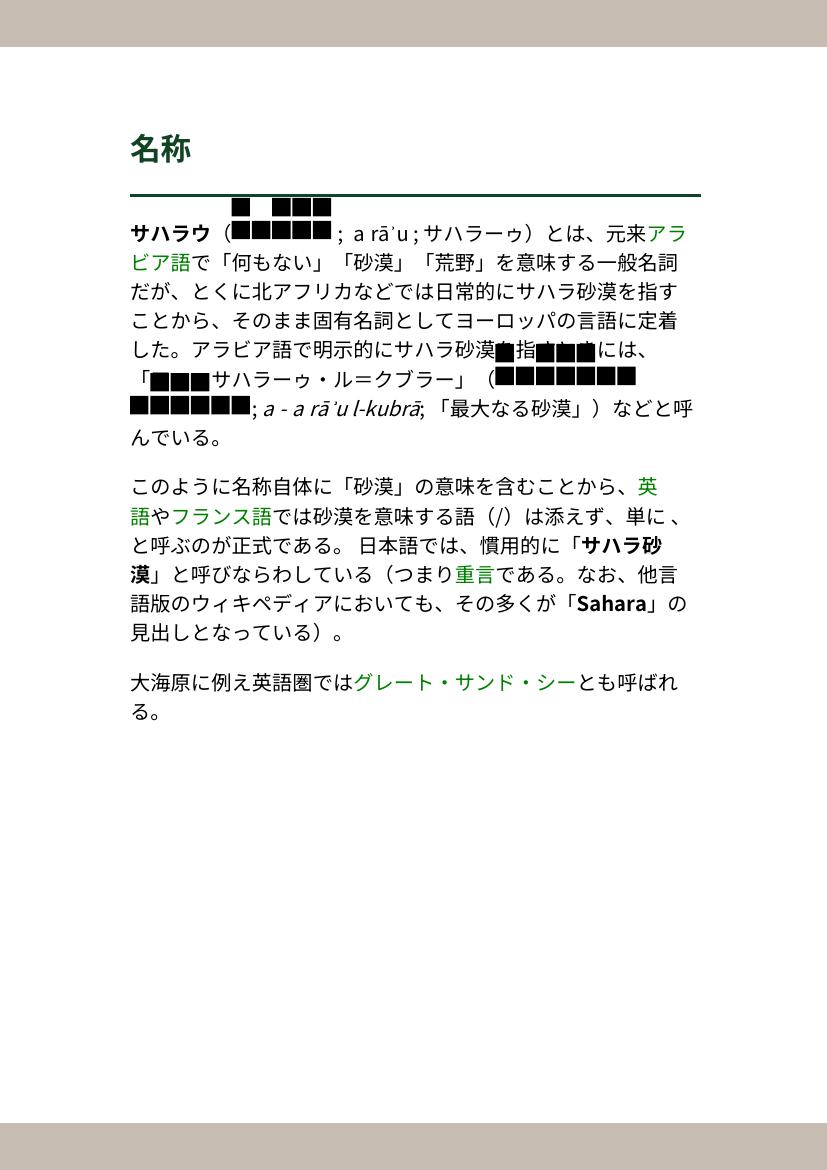 名称
サハラウ（ ; a rāʾu ; サハラーゥ）とは、元来アラ
ビア語で「何もない」「砂漠」「荒野」を意味する一般名詞
だが、とくに北アフリカなどでは日常的にサハラ砂漠を指す
ことから、そのまま固有名詞としてヨーロッパの言語に定着
した。アラビア語で明示的にサハラ砂漠 指 には、
「 サハラーゥ・ル＝クブラー」（
; a - a rāʾu l-kubrā; 「最大なる砂漠」）などと呼
んでいる。
このように名称自体に「砂漠」の意味を含むことから、英
語やフランス語では砂漠を意味する語（/）は添えず、単に 、
と呼ぶのが正式である。 日本語では、慣用的に「サハラ砂
漠」と呼びならわしている（つまり重言である。なお、他言
語版のウィキペディアにおいても、その多くが「Sahara」の
見出しとなっている）。
大海原に例え英語圏ではグレート・サンド・シーとも呼ばれ
る。